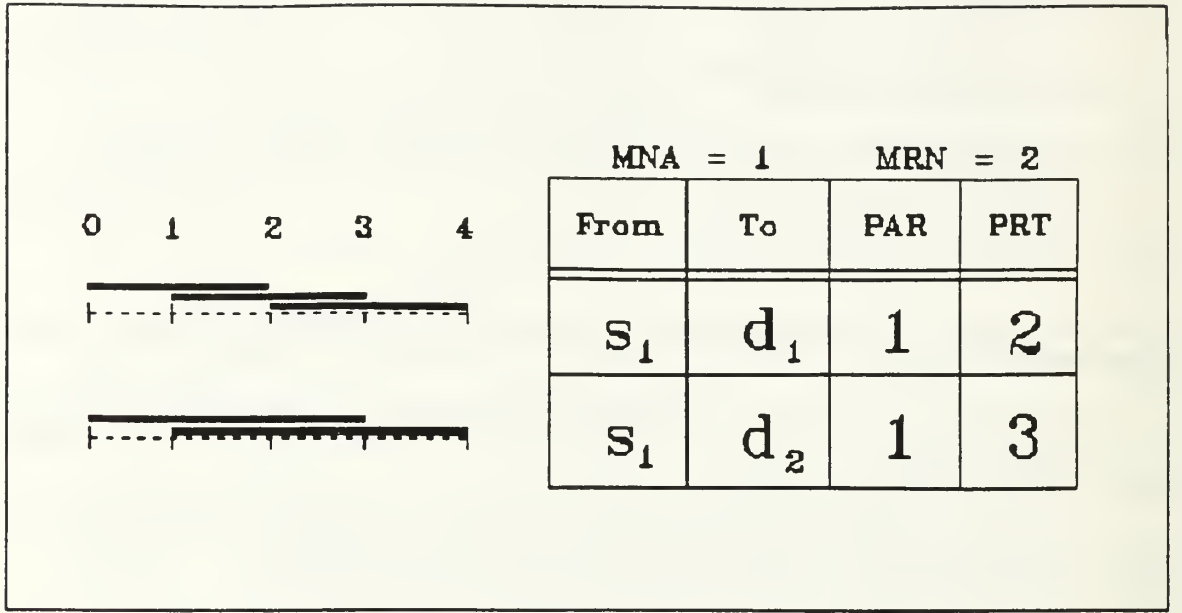 MNA = 1 MRN = 2
From To PAR PRT
0 1 2 3 4
s₁ d₁ 1 2
s₁ d₂ 1 3